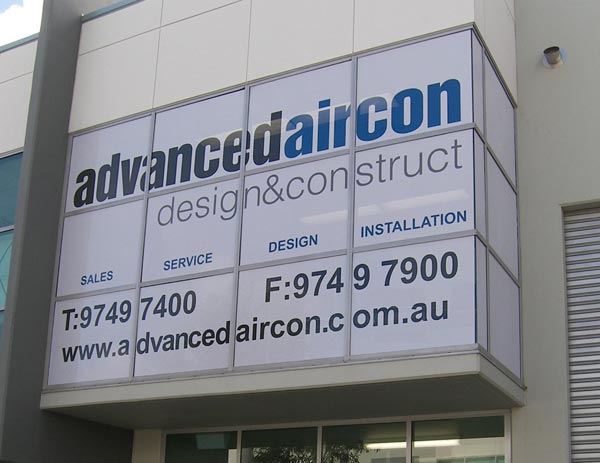 advancedaircon
design&construct
SALES SERVICE DESIGN INSTALLATION
T:9749 7400 F:9749 7900
www.advancedaircon.com.au